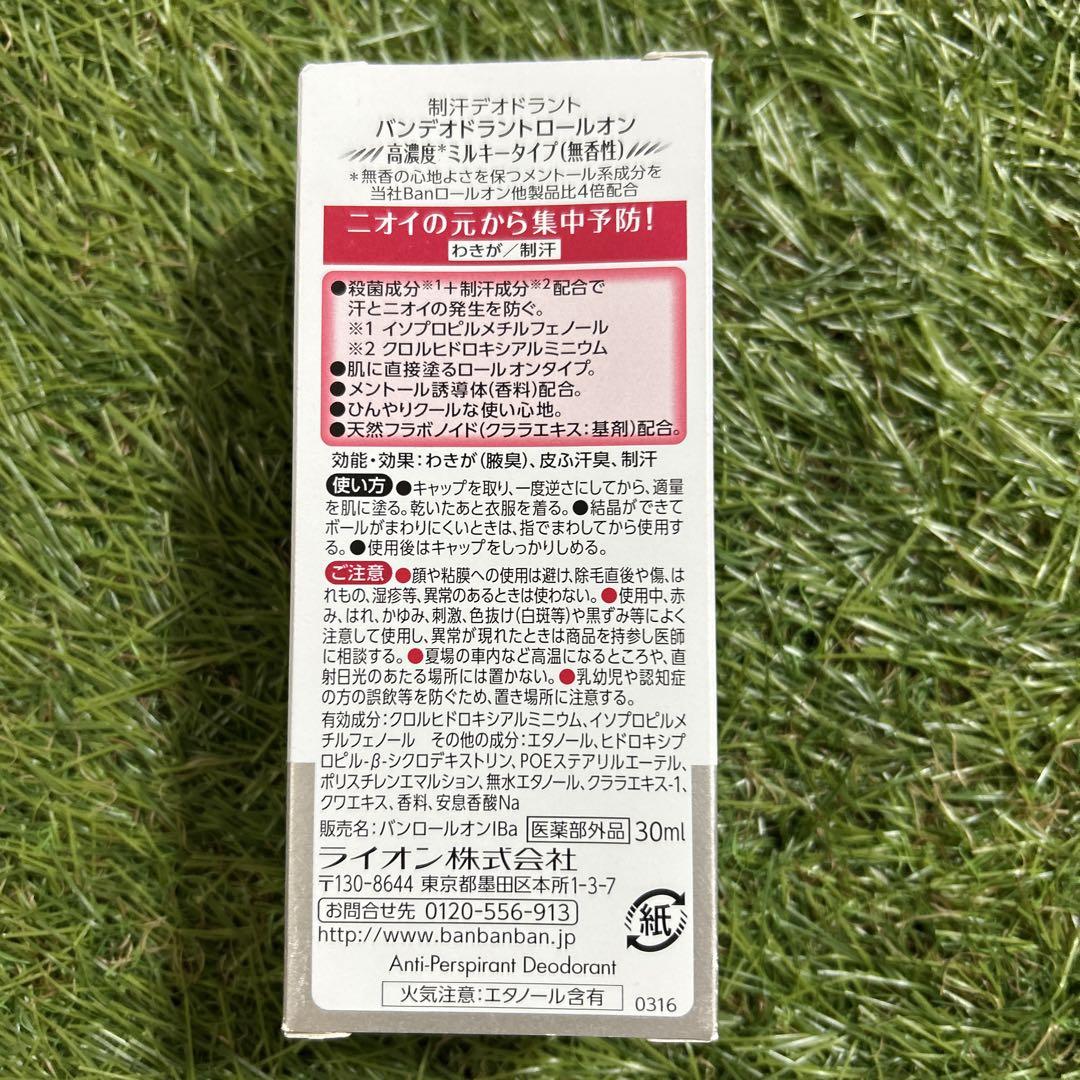 制汗デオドラント
バンデオドラントロールオン
高濃度*ミルキータイプ(無香性)
*無香の心地よさを保つメントール系成分を
当社Banロールオン他製品比4倍配合
ニオイの元から集中予防!
わきが/制汗
●殺菌成分※1+制汗成分※2配合で
汗とニオイの発生を防ぐ。
※1 イソプロピルメチルフェノール
※2 クロルヒドロキシアルミニウム
●肌に直接塗るロールオンタイプ。
●メントール誘導体(香料)配合。
●ひんやりクールな使い心地。
●天然フラボノイド(クララエキス:基剤)配合。
効能・効果:わきが(腋臭)、皮ふ汗臭、制汗
使い方 ●キャップを取り、一度逆さにしてから、適量
を肌に塗る。乾いたあと衣服を着る。●結晶ができて
ボールがまわりにくいときは、指でまわしてから使用す
る。●使用後はキャップをしっかりしめる。
ご注意 ●顔や粘膜への使用は避け、除毛直後や傷、は
れもの、湿疹等、異常のあるときは使わない。●使用中、赤
み、はれ、かゆみ、刺激、色抜け(白斑等)や黒ずみ等によく
注意して使用し、異常が現れたときは商品を持参し医師
に相談する。●夏場の車内など高温になるところや、直
射日光のあたる場所には置かない。●乳幼児や認知症
の方の誤飲等を防ぐため、置き場所に注意する。
有効成分:クロルヒドロキシアルミニウム、イソプロピルメ
チルフェノール その他の成分:エタノール、ヒドロキシプ
ロピル-β-シクロデキストリン、POEステアリルエーテル、
ポリスチレンエマルション、無水エタノール、クララエキス-1、
クワエキス、香料、安息香酸Na
販売名:バンロールオンIBa 医薬部外品 30ml
ライオン株式会社
〒130-8644 東京都墨田区本所1-3-7
お問合せ先 0120-556-913
http://www.banbanban.jp
紙
Anti-Perspirant Deodorant
火気注意:エタノール含有 0316